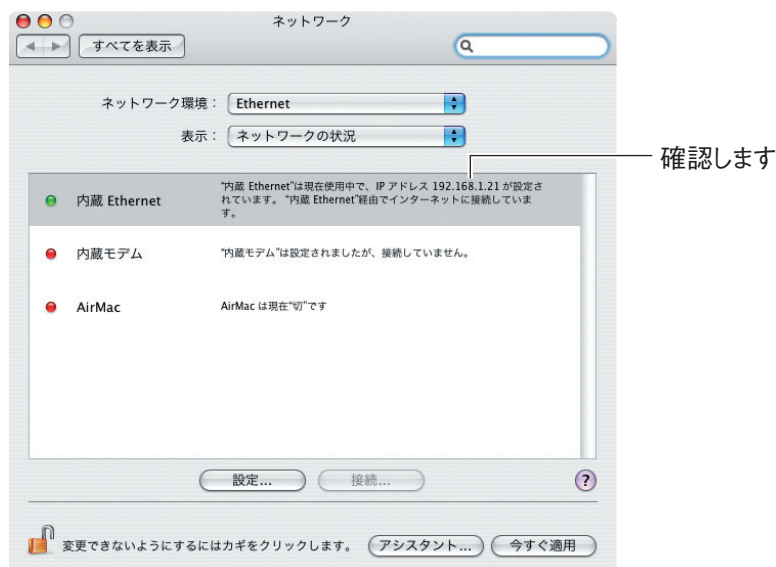 ネットワーク
すべてを表示
ネットワーク環境： Ethernet
表示： ネットワークの状況
確認します
内蔵 Ethernet
“内蔵 Ethernet”は現在使用中で、IP アドレス 192.168.1.21 が設定さ
れています。 “内蔵 Ethernet”経由でインターネットに接続していま
す。
内蔵モデム
“内蔵モデム”は設定されましたが、接続していません。
AirMac
AirMac は現在“切”です
設定...
接続...
?
変更できないようにするにはカギをクリックします。
アシスタント...
今すぐ適用